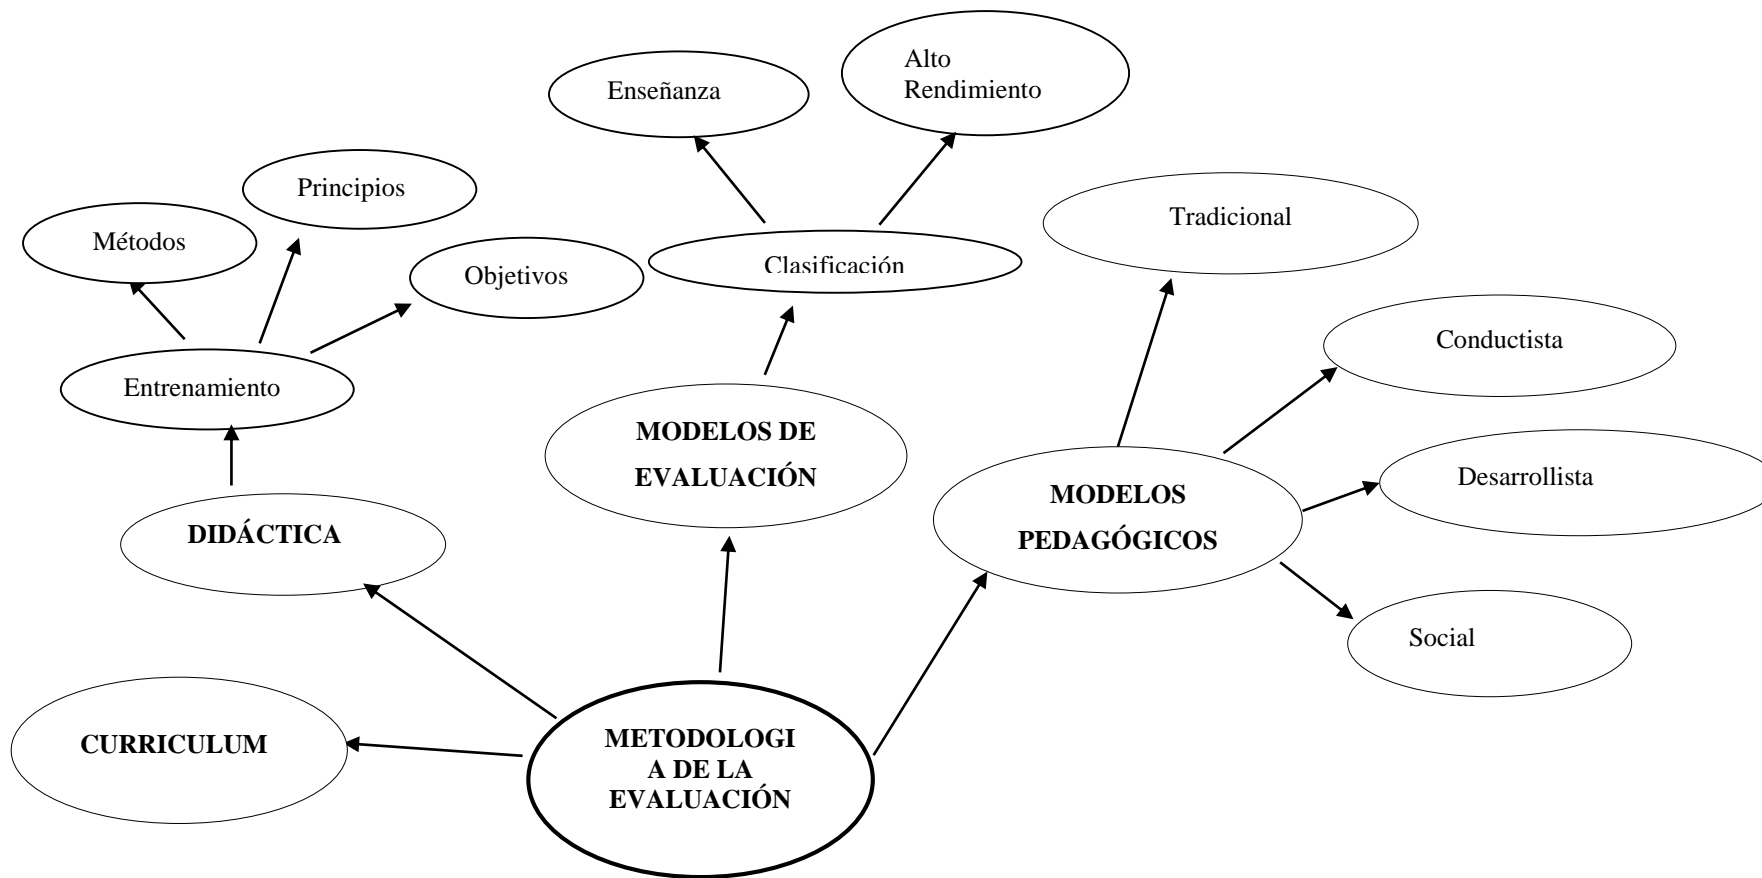 Alto
Rendimiento
Enseñanza
Principios
Tradicional
Métodos
Objetivos
Clasificación
Conductista
Entrenamiento
MODELOS DE
EVALUACIÓN
Desarrollista
MODELOS
PEDAGÓGICOS
DIDÁCTICA
Social
CURRICULUM
METODOLOGI
A DE LA
EVALUACIÓN